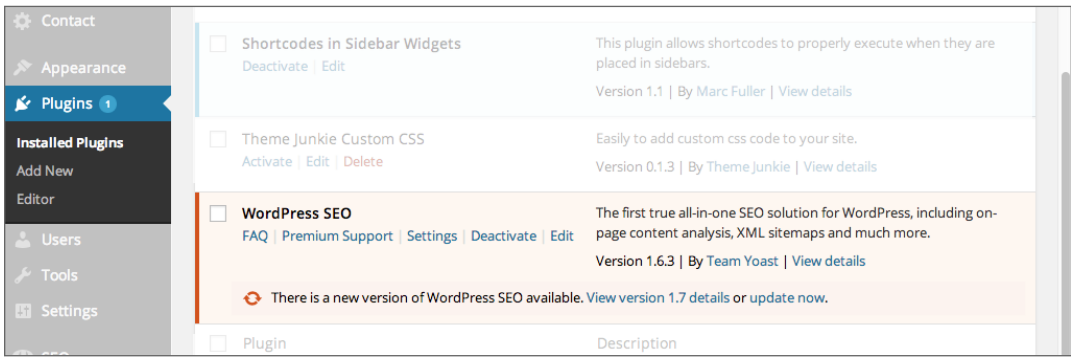 Contact
Appearance
Plugins 1
Installed Plugins
Add New
Editor
Users
Tools
Settings
SEO
Shortcodes in Sidebar Widgets
Deactivate | Edit
This plugin allows shortcodes to properly execute when they are
placed in sidebars.
Version 1.1 | By Marc Fuller | View details
Theme Junkie Custom CSS
Activate | Edit | Delete
Easily to add custom css code to your site.
Version 0.1.3 | By Theme Junkie | View details
WordPress SEO
FAQ | Premium Support | Settings | Deactivate | Edit
The first true all-in-one SEO solution for WordPress, including on-
page content analysis, XML sitemaps and much more.
Version 1.6.3 | By Team Yoast | View details
There is a new version of WordPress SEO available. View version 1.7 details or update now.
Plugin
Description